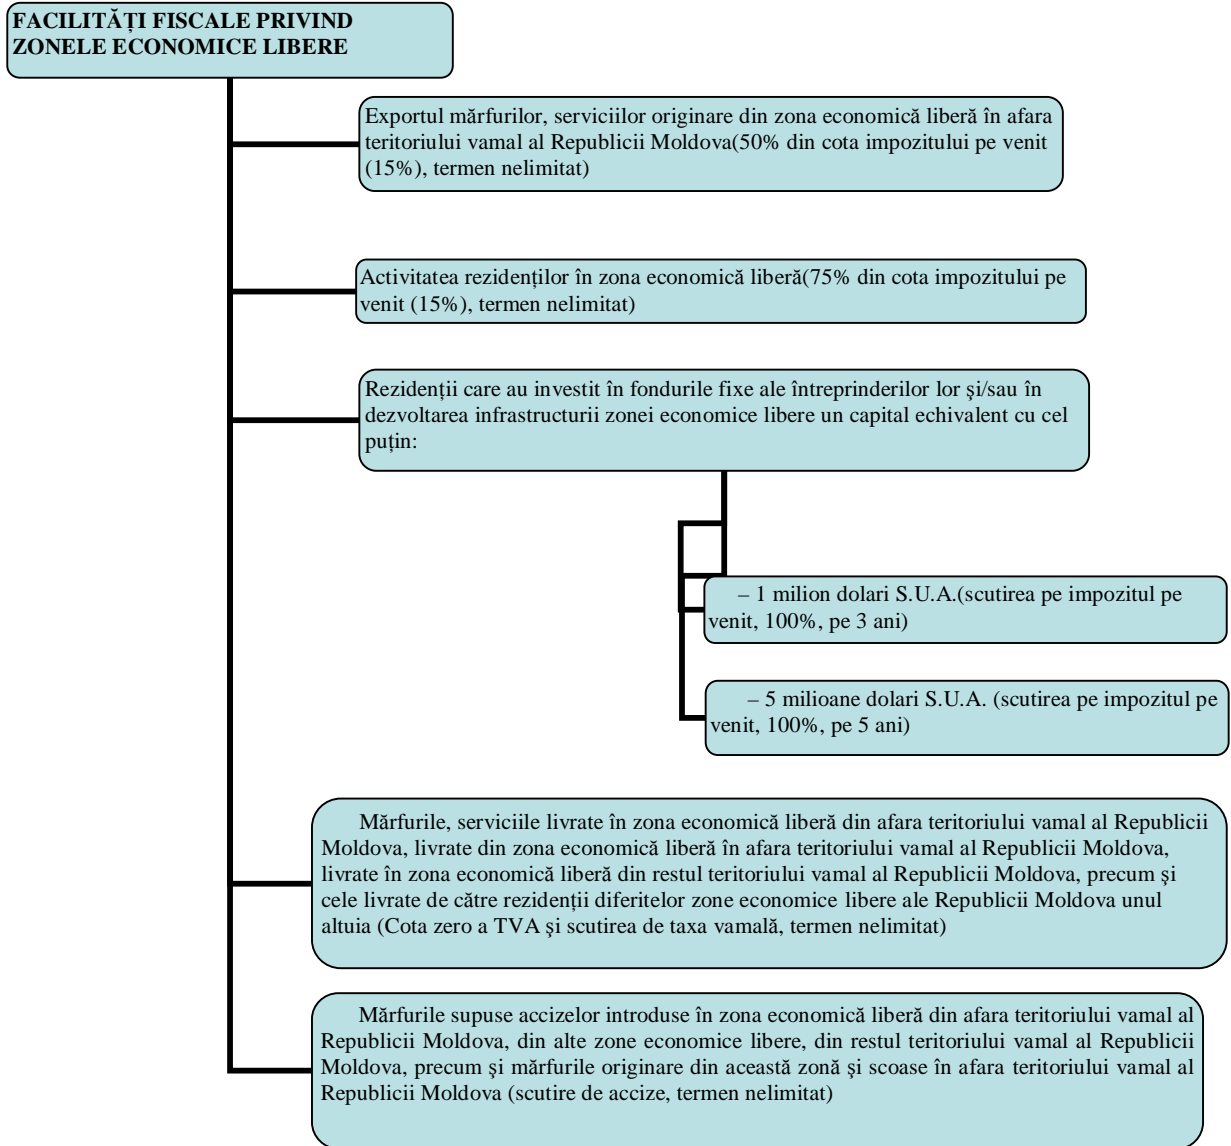 FACILITĂȚI FISCALE PRIVIND
ZONELE ECONOMICE LIBERE
Exportul mărfurilor, serviciilor originare din zona economică liberă în afara
teritoriului vamal al Republicii Moldova(50% din cota impozitului pe venit
(15%), termen nelimitat)
Activitatea rezidenților în zona economică liberă(75% din cota impozitului pe
venit (15%), termen nelimitat)
Rezidenții care au investit în fondurile fixe ale întreprinderilor lor şi/sau în
dezvoltarea infrastructurii zonei economice libere un capital echivalent cu cel
puțin:
– 1 milion dolari S.U.A.(scutirea pe impozitul pe
venit, 100%, pe 3 ani)
– 5 milioane dolari S.U.A. (scutirea pe impozitul pe
venit, 100%, pe 5 ani)
Mărfurile, serviciile livrate în zona economică liberă din afara teritoriului vamal al Republicii
Moldova, livrate din zona economică liberă în afara teritoriului vamal al Republicii Moldova,
livrate în zona economică liberă din restul teritoriului vamal al Republicii Moldova, precum şi
cele livrate de către rezidenții diferitelor zone economice libere ale Republicii Moldova unul
altuia (Cota zero a TVA şi scutirea de taxa vamală, termen nelimitat)
Mărfurile supuse accizelor introduse în zona economică liberă din afara teritoriului vamal al
Republicii Moldova, din alte zone economice libere, din restul teritoriului vamal al Republicii
Moldova, precum şi mărfurile originare din această zonă şi scoase în afara teritoriului vamal al
Republicii Moldova (scutire de accize, termen nelimitat)